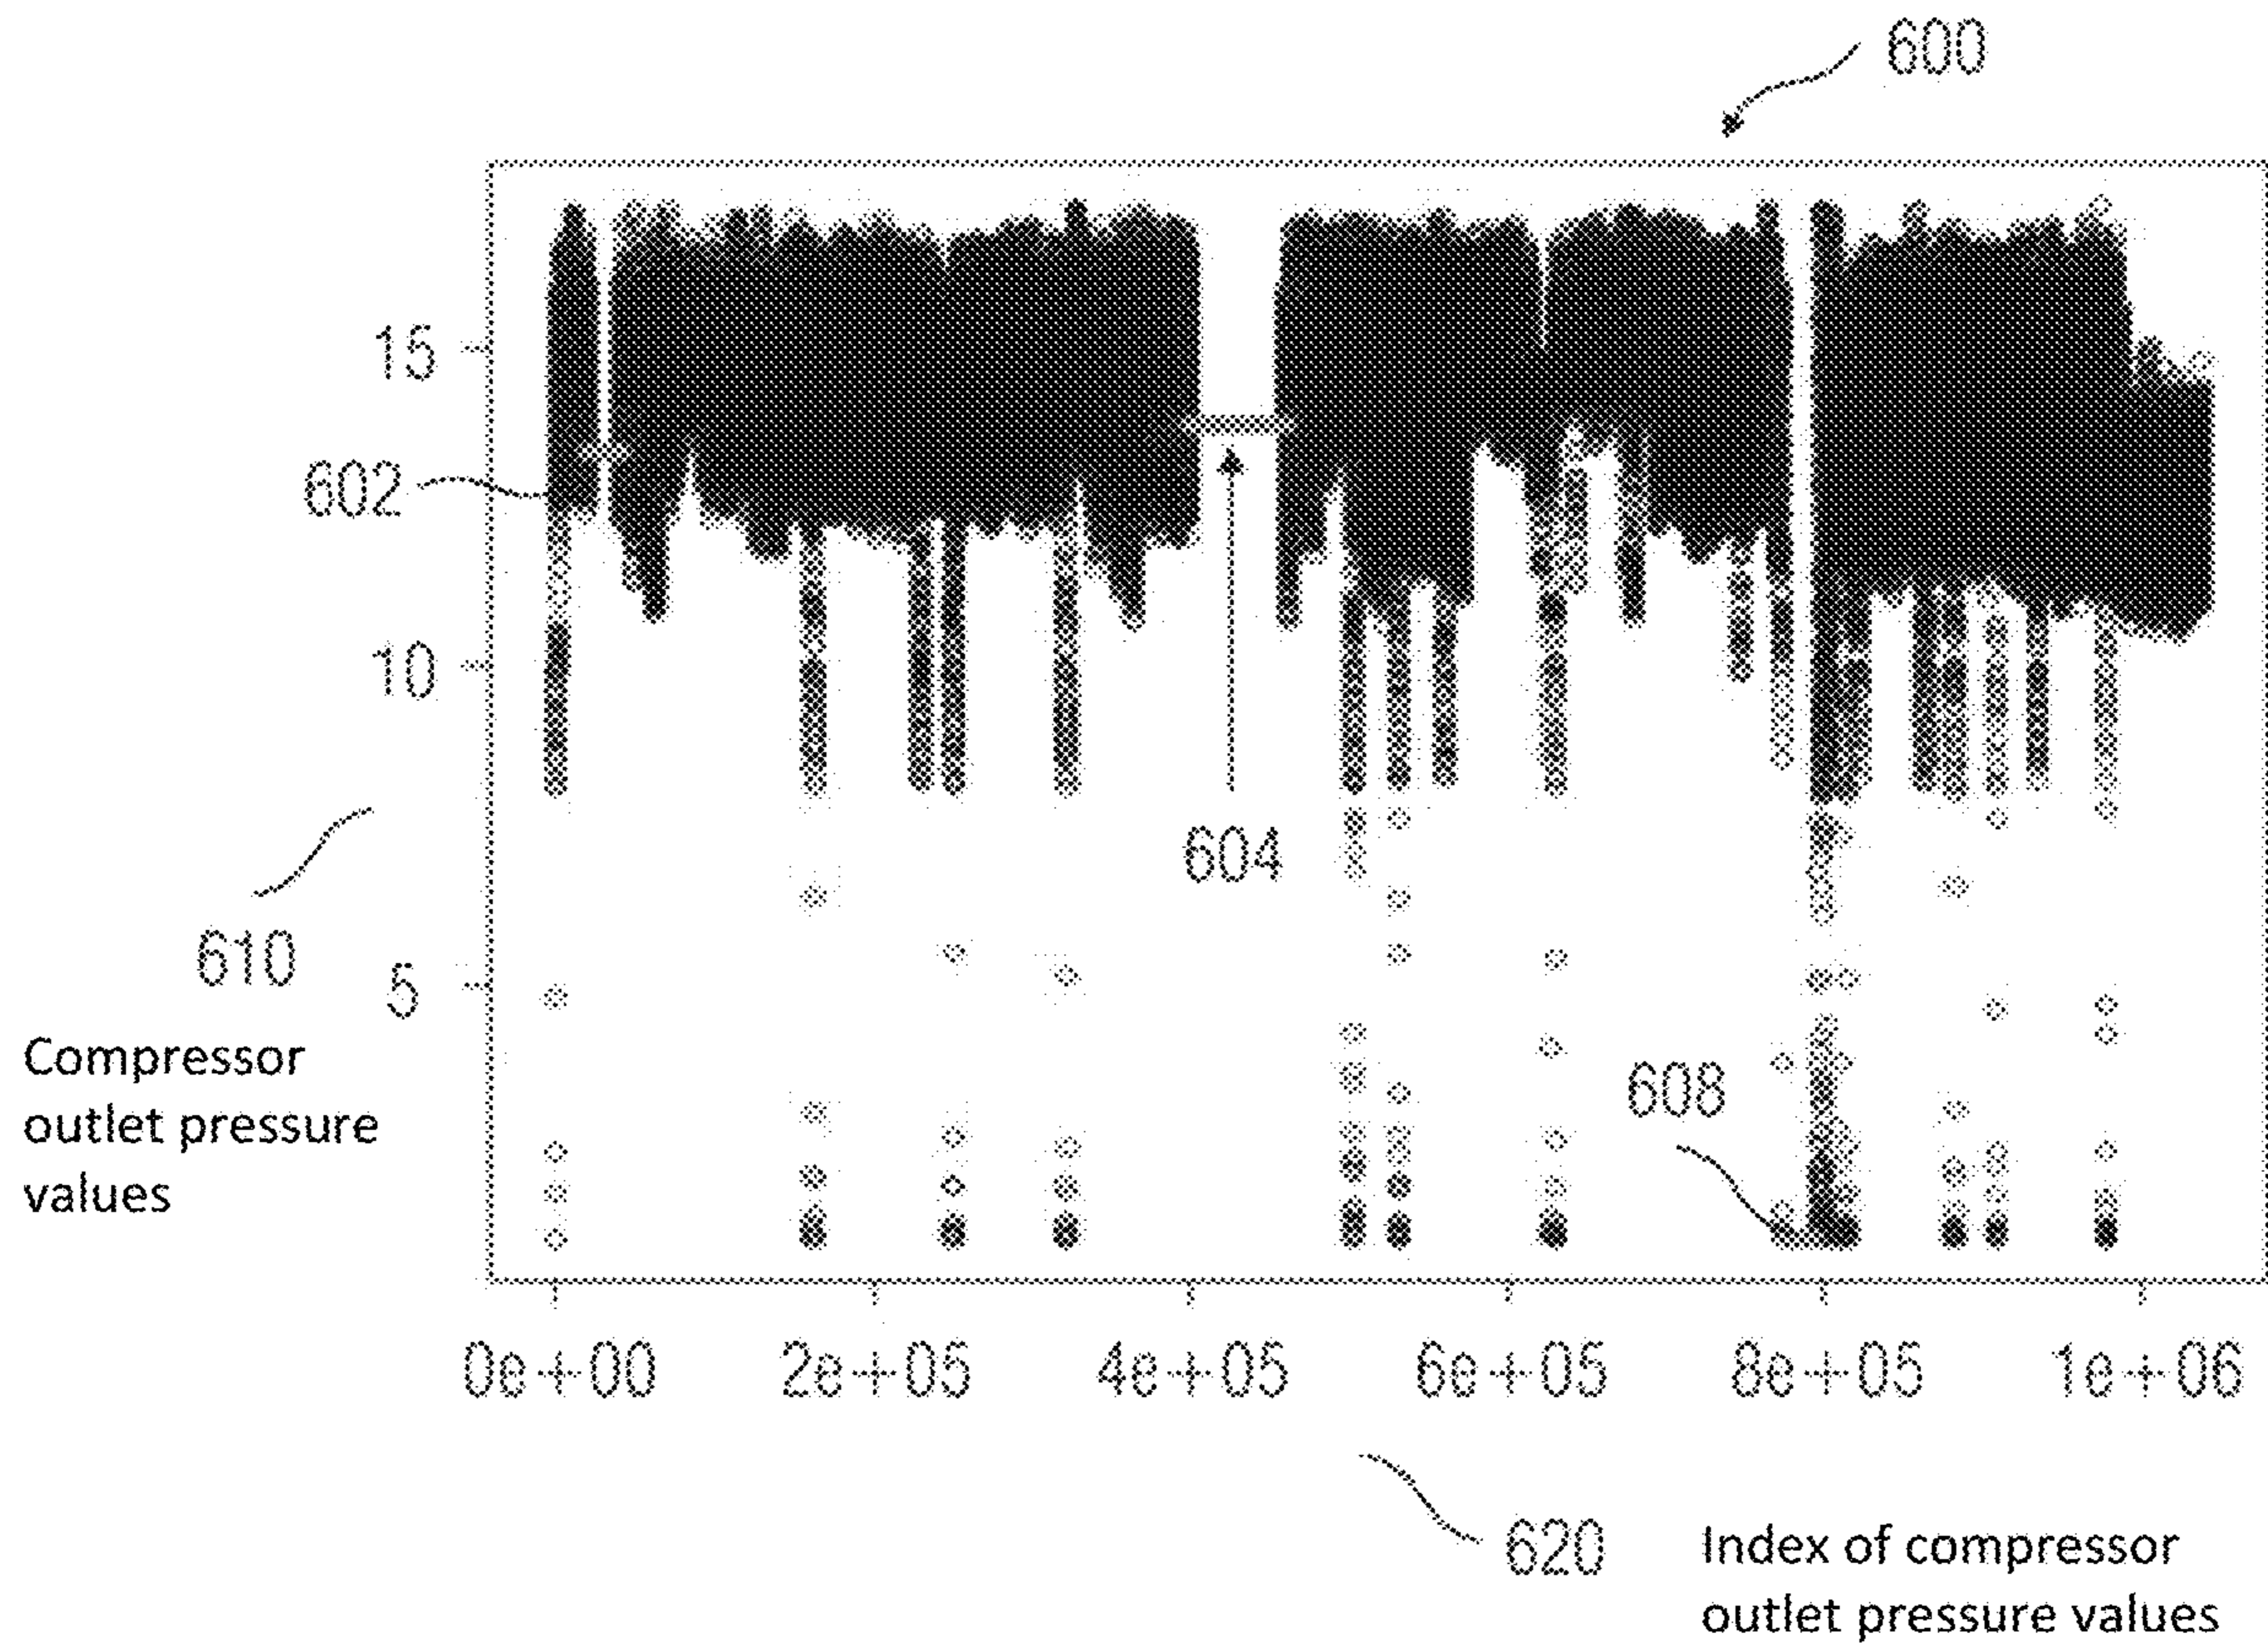 600
15
602
10
604
610
5
Compressor
outlet pressure
values
608
0e+00 2e+05 4e+05 6e+05 8e+05 1e+06
620
Index of compressor
outlet pressure values